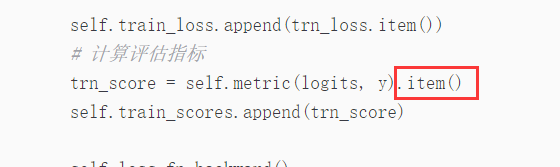 self.train_loss.append(trn_loss.item())
# 计算评估指标
trn_score = self.metric(logits, y).item()
self.train_scores.append(trn_score)